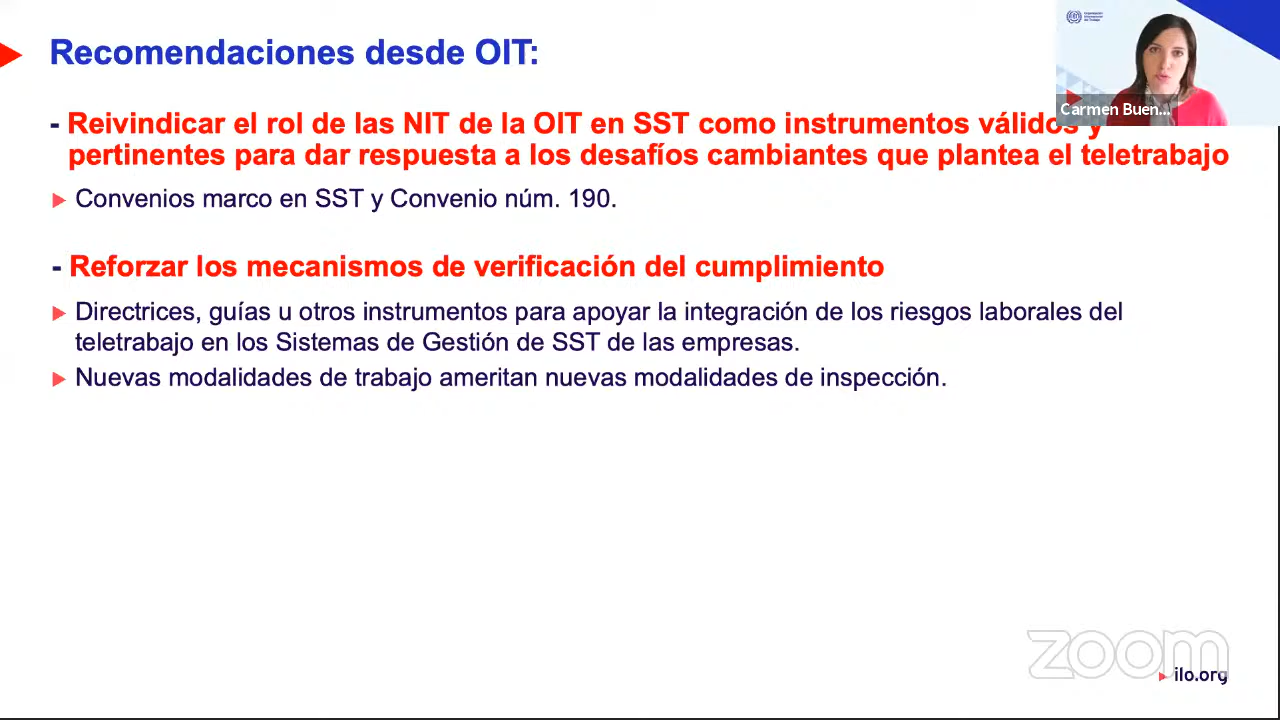 Recomendaciones desde OIT:
- Reivindicar el rol de las NIT de la OIT en SST como instrumentos válidos y
pertinentes para dar respuesta a los desafíos cambiantes que plantea el teletrabajo
Convenios marco en SST y Convenio núm. 190.
- Reforzar los mecanismos de verificación del cumplimiento
Directrices, guías u otros instrumentos para apoyar la integración de los riesgos laborales del
teletrabajo en los Sistemas de Gestión de SST de las empresas.
Nuevas modalidades de trabajo ameritan nuevas modalidades de inspección.
Organización
Internacional
del Trabajo
Carmen Buen...
zoom
ilo.org